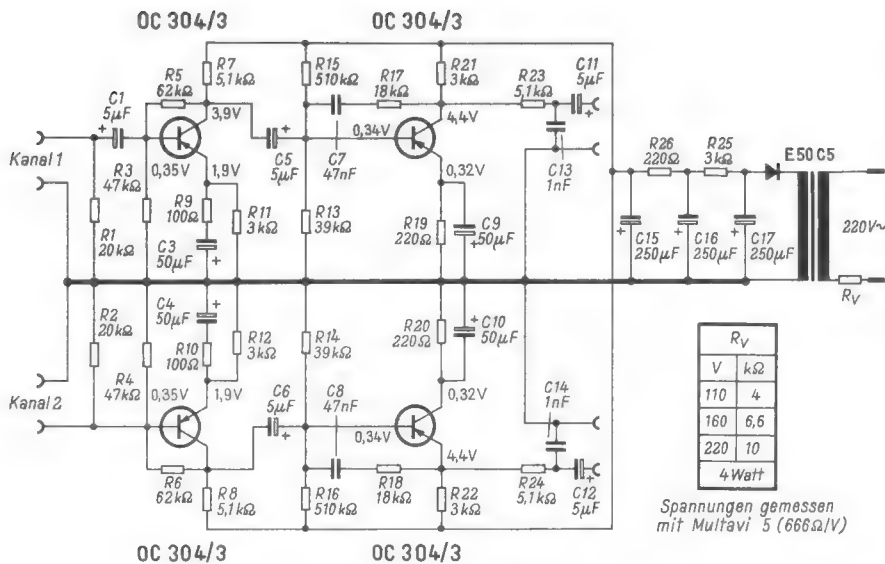 OC 304/3
OC 304/3
R7
5,1kΩ
R5
62kΩ
C1
5µF
+
3,9V
Kanal 1
R3
47kΩ
0,35V
1,9V
R9
100Ω
R11
3kΩ
R1
20kΩ
C3
50µF
+
C5
5µF
+
R15
510kΩ
R17
18kΩ
0,34V
C7
47nF
R13
39kΩ
R21
3kΩ
4,4V
0,32V
R19
220Ω
C9
50µF
+
R23
5,1kΩ
C11
5µF
+
C13
1nF
R26
220Ω
R25
3kΩ
E50 C5
+
C15
250µF
+
C16
250µF
+
C17
250µF
220V~
RV
R2
20kΩ
C4
50µF
+
R10
100Ω
R12
3kΩ
R4
47kΩ
0,35V
1,9V
Kanal 2
R6
62kΩ
R8
5,1kΩ
C6
5µF
+
R14
39kΩ
C8
47nF
0,34V
R16
510kΩ
R18
18kΩ
R20
220Ω
C10
50µF
+
0,32V
4,4V
R22
3kΩ
C14
1nF
R24
5,1kΩ
C12
5µF
+
RV
V kΩ
110 4
160 6,6
220 10
4 Watt
Spannungen gemessen
mit Multavi 5 (666Ω/V)
OC 304/3
OC 304/3